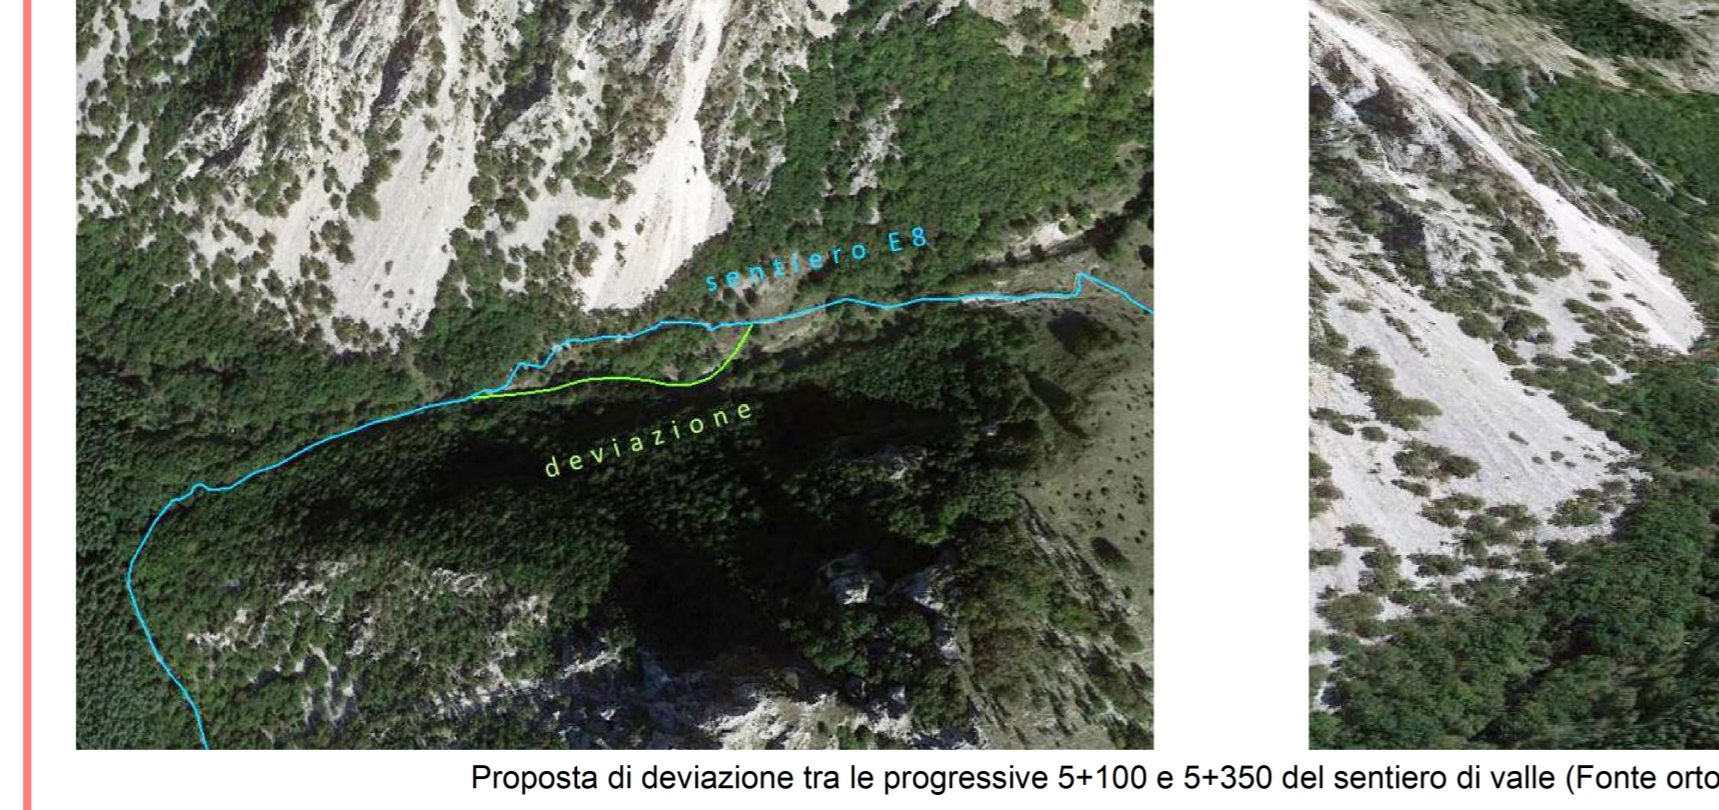 sentiero E8
deviazione
Proposta di deviazione tra le progressive 5+100 e 5+350 del sentiero di valle (Fonte orto